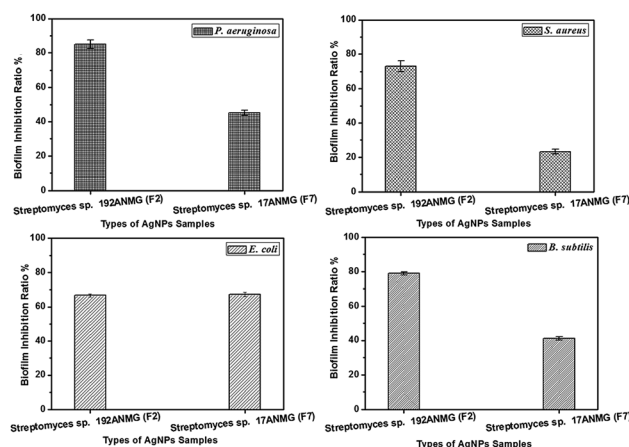 P. aeruginosa
Biofilm Inhibition Ratio %
100
80
60
40
20
0
Streptomyces sp. 192ANMG (F2)
Streptomyces sp. 17ANMG (F7)
Types of AgNPs Samples
S. aureus
Biofilm Inhibition Ratio %
100
80
60
40
20
0
Streptomyces sp. 192ANMG (F2)
Streptomyces sp. 17ANMG (F7)
Types of AgNPs Samples
E. coli
Biofilm Inhibition Ratio %
100
80
60
40
20
0
Streptomyces sp. 192ANMG (F2)
Streptomyces sp. 17ANMG (F7)
Types of AgNPs Samples
B. subtilis
Biofilm Inhibition Ratio %
100
80
60
40
20
0
Streptomyces sp. 192ANMG (F2)
Streptomyces sp. 17ANMG (F7)
Types of AgNPs Samples